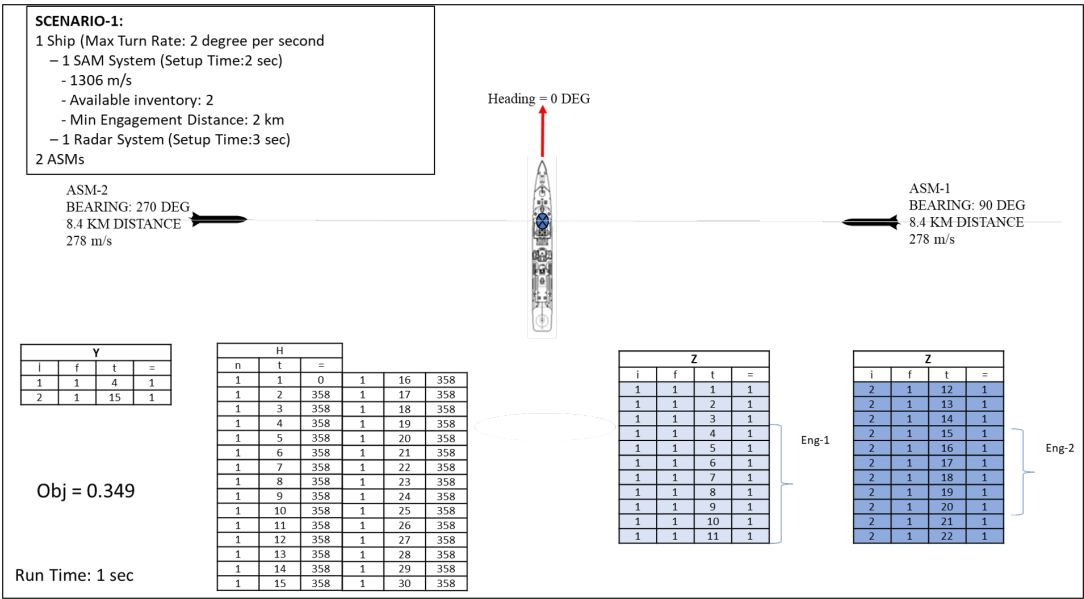 SCENARIO-1:
1 Ship (Max Turn Rate: 2 degree per second
– 1 SAM System (Setup Time:2 sec)
- 1306 m/s
- Available inventory: 2
- Min Engagement Distance: 2 km
– 1 Radar System (Setup Time:3 sec)
2 ASMs
Heading = 0 DEG
ASM-2
BEARING: 270 DEG
8.4 KM DISTANCE
278 m/s
ASM-1
BEARING: 90 DEG
8.4 KM DISTANCE
278 m/s
Y
i f t =
1 1 4 1
2 1 15 1
Obj = 0.349
Run Time: 1 sec
H
n t =
1 1 0 1 16 358
1 2 358 1 17 358
1 3 358 1 18 358
1 4 358 1 19 358
1 5 358 1 20 358
1 6 358 1 21 358
1 7 358 1 22 358
1 8 358 1 23 358
1 9 358 1 24 358
1 10 358 1 25 358
1 11 358 1 26 358
1 12 358 1 27 358
1 13 358 1 28 358
1 14 358 1 29 358
1 15 358 1 30 358
Z
i f t =
1 1 1 1
1 1 2 1
1 1 3 1
1 1 4 1
1 1 5 1
1 1 6 1
1 1 7 1
1 1 8 1
1 1 9 1
1 1 10 1
1 1 11 1
Eng-1
Z
i f t =
2 1 12 1
2 1 13 1
2 1 14 1
2 1 15 1
2 1 16 1
2 1 17 1
2 1 18 1
2 1 19 1
2 1 20 1
2 1 21 1
2 1 22 1
Eng-2